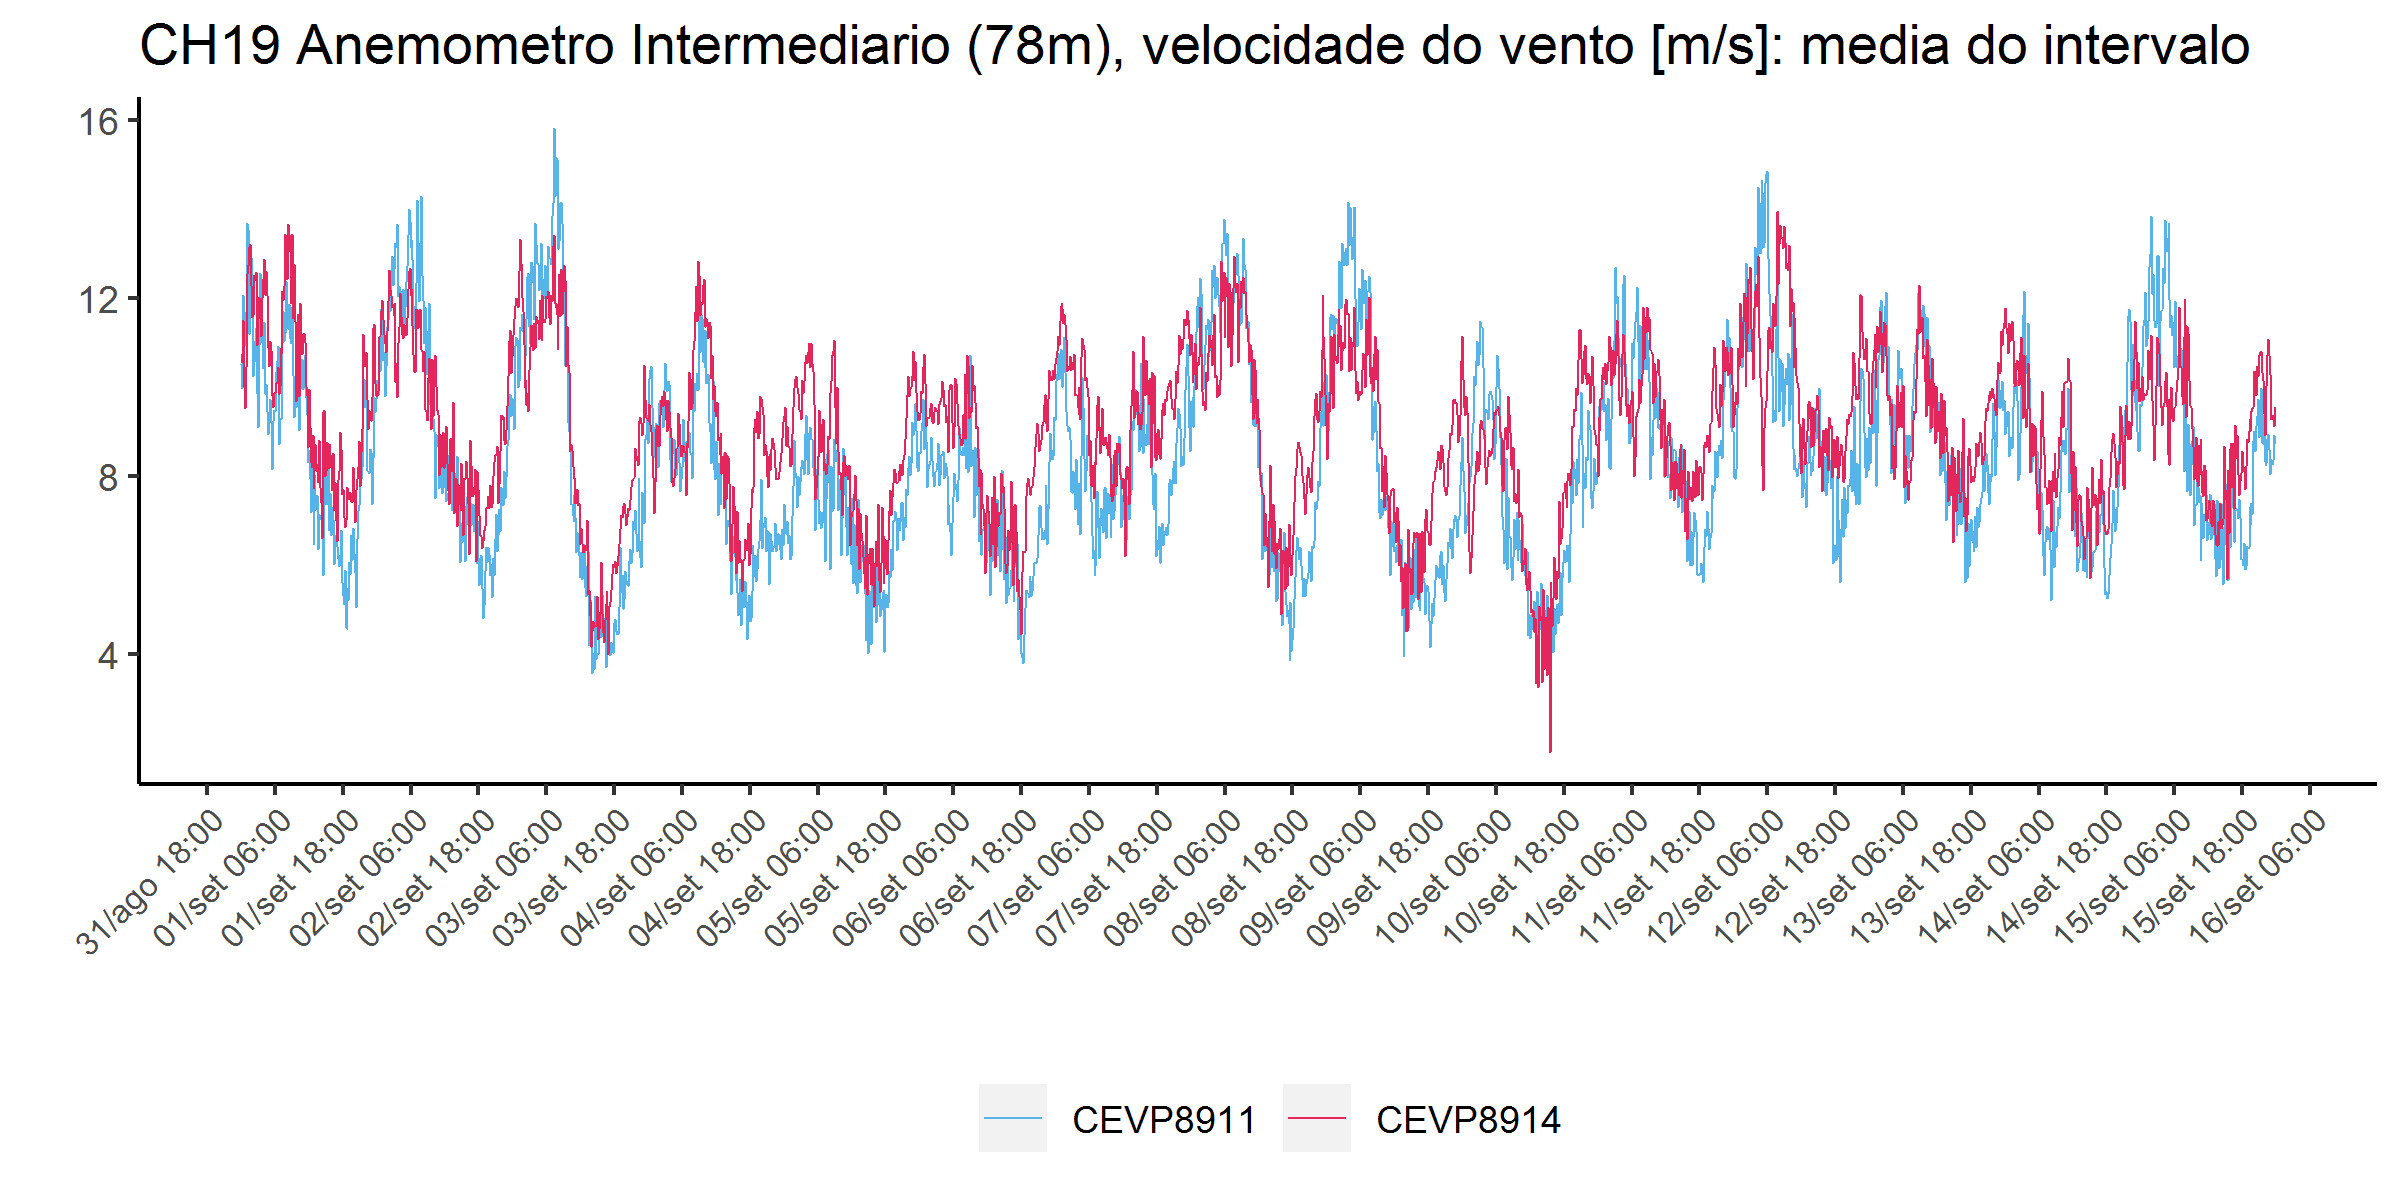 CH19 Anemometro Intermediario (78m), velocidade do vento [m/s]: media do intervalo
16
12
8
4
31/ago 18:00
01/set 06:00
01/set 18:00
02/set 06:00
02/set 18:00
03/set 06:00
03/set 18:00
04/set 06:00
04/set 18:00
05/set 06:00
05/set 18:00
06/set 06:00
06/set 18:00
07/set 06:00
07/set 18:00
08/set 06:00
08/set 18:00
09/set 06:00
09/set 18:00
10/set 06:00
10/set 18:00
11/set 06:00
11/set 18:00
12/set 06:00
12/set 18:00
13/set 06:00
13/set 18:00
14/set 06:00
14/set 18:00
15/set 06:00
15/set 18:00
16/set 06:00
CEVP8911
CEVP8914